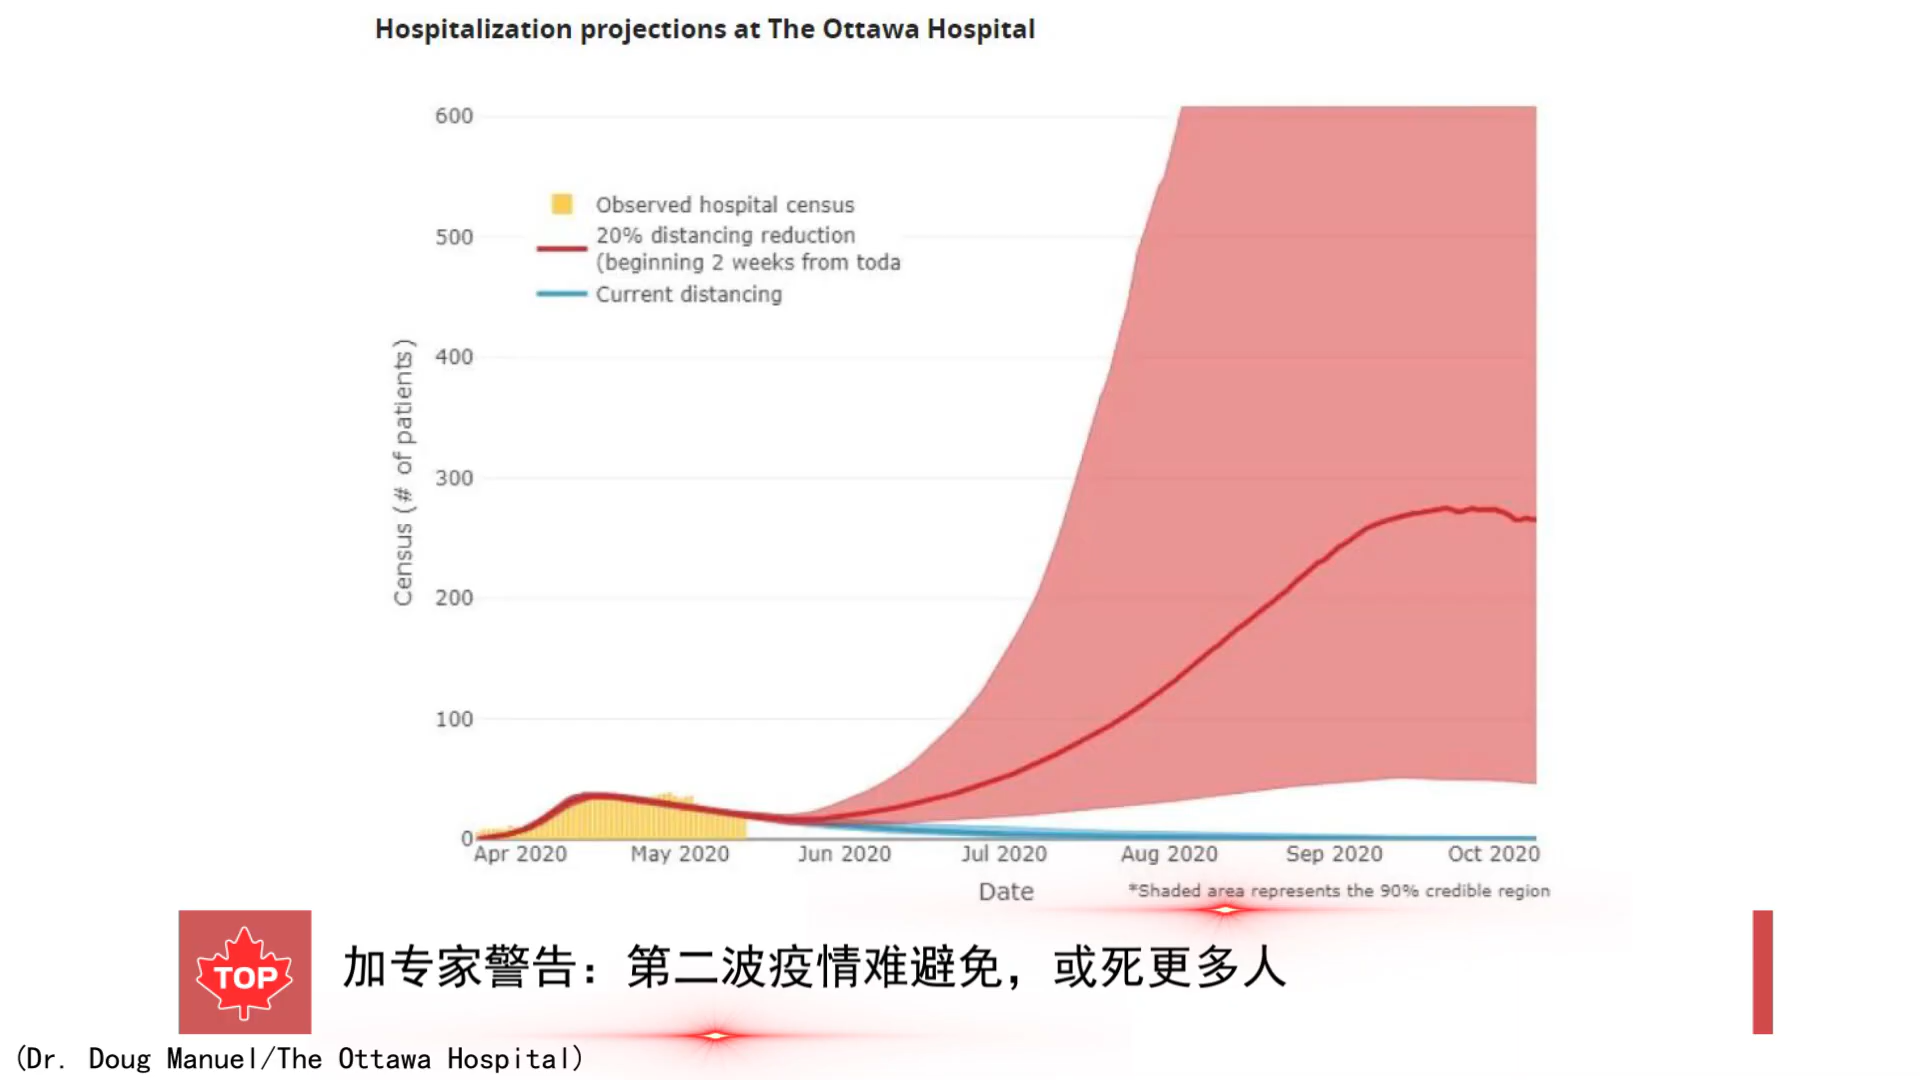 Hospitalization projections at The Ottawa Hospital
600
500
400
300
200
100
0
Census (# of patients)
Observed hospital census
20% distancing reduction
(beginning 2 weeks from toda
Current distancing
Apr 2020 May 2020 Jun 2020 Jul 2020 Aug 2020 Sep 2020 Oct 2020
Date
*Shaded area represents the 90% credible region
TOP
加专家警告：第二波疫情难避免，或死更多人
(Dr. Doug Manuel/The Ottawa Hospital)